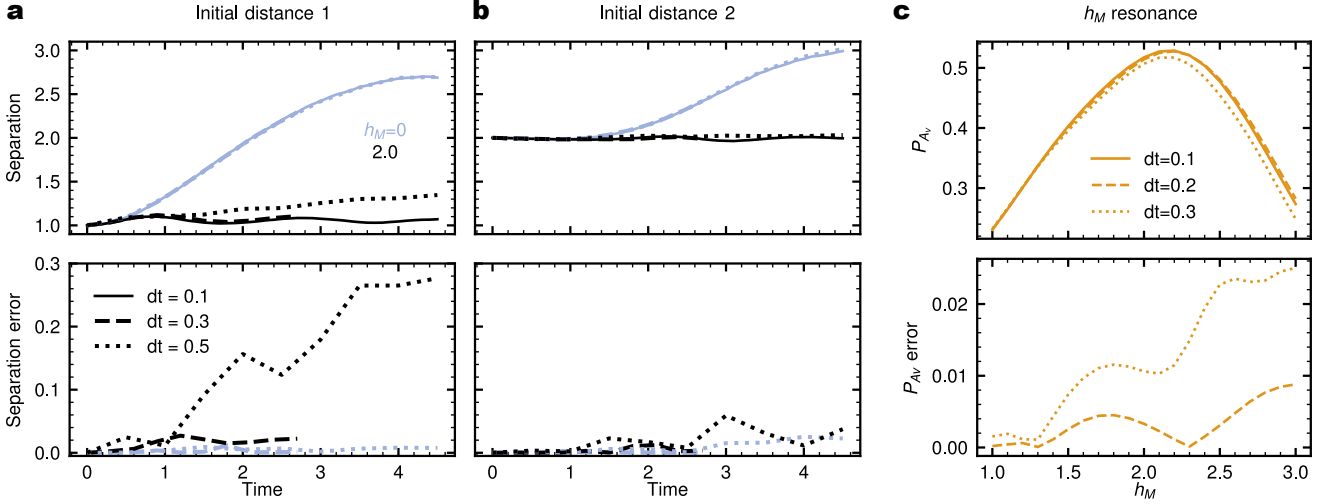 a
Initial distance 1
b
Initial distance 2
c
h_M resonance
Separation
3.0
2.5
2.0
1.5
1.0
h_M=0
2.0
P_{A_v}
0.5
0.4
0.3
dt=0.1
dt=0.2
dt=0.3
Separation error
0.3
0.2
0.1
0.0
dt = 0.1
dt = 0.3
dt = 0.5
0 1 2 3 4
Time
0 1 2 3 4
Time
P_{Av} error
0.02
0.01
0.00
1.0 1.5 2.0 2.5 3.0
h_M